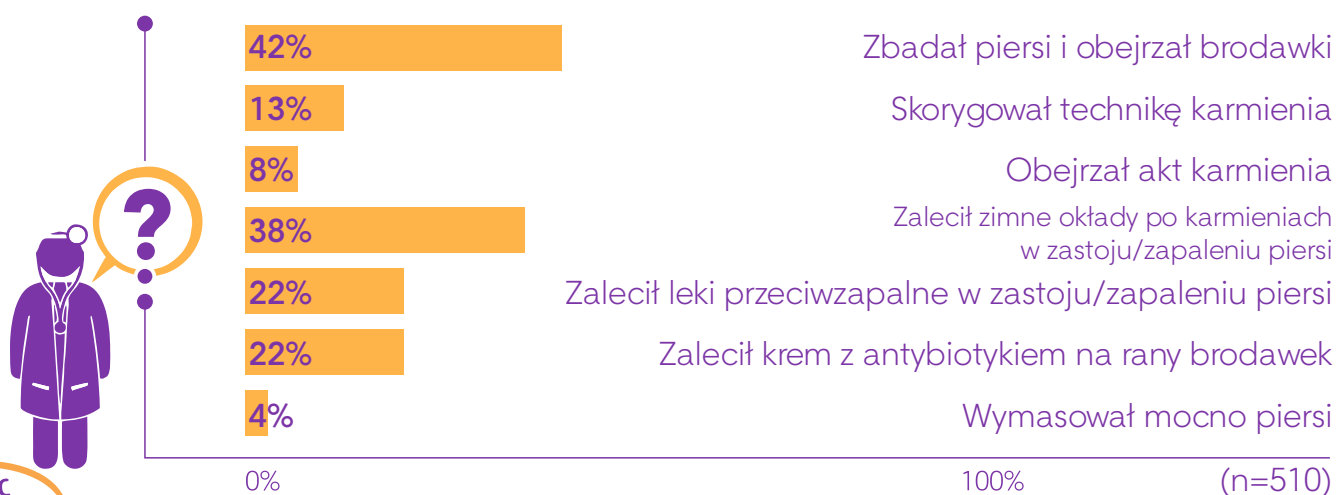 42% Zbadał piersi i obejrzał brodawki
13% Skorygował technikę karmienia
8% Obejrzał akt karmienia
38% Zalecił zimne okłady po karmieniach
w zastoju/zapaleniu piersi
22% Zalecił leki przeciwzapalne w zastoju/zapaleniu piersi
22% Zalecił krem z antybiotykiem na rany brodawek
4% Wymasował mocno piersi
?
0% 100% (n=510)